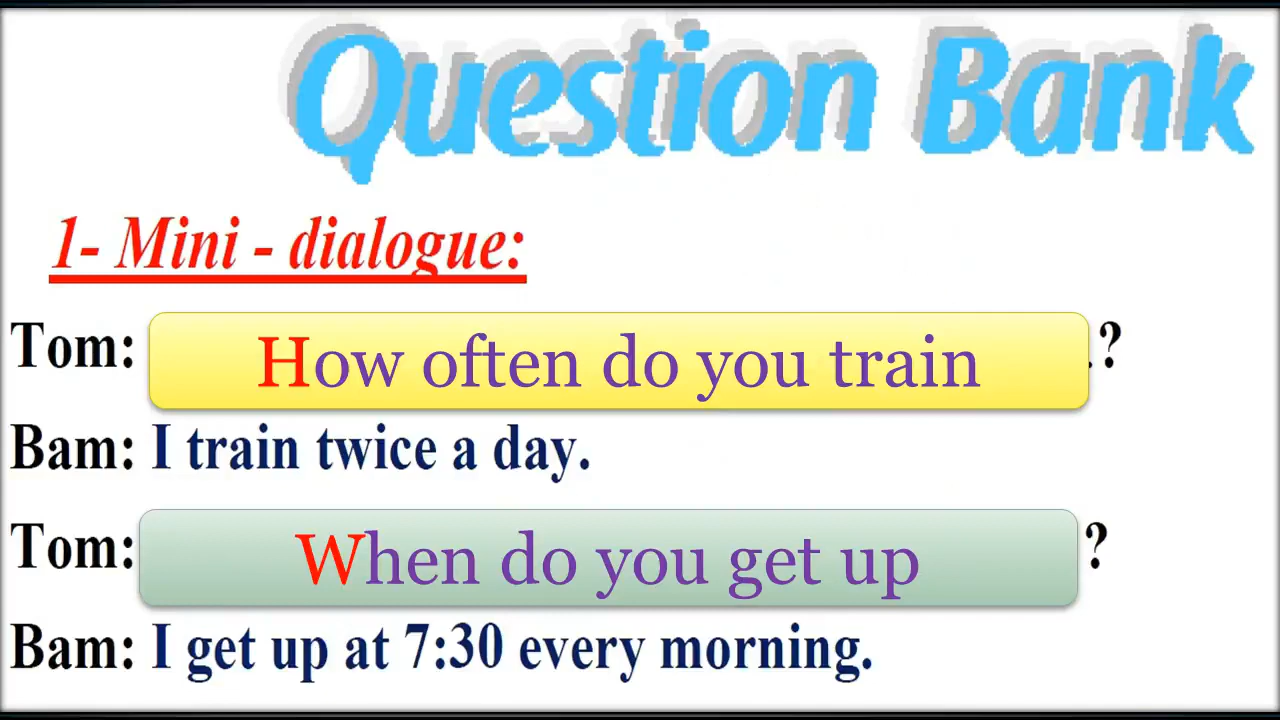 Question Bank
1- Mini - dialogue:
Tom: How often do you train .?
Bam: I train twice a day.
Tom: When do you get up ?
Bam: I get up at 7:30 every morning.